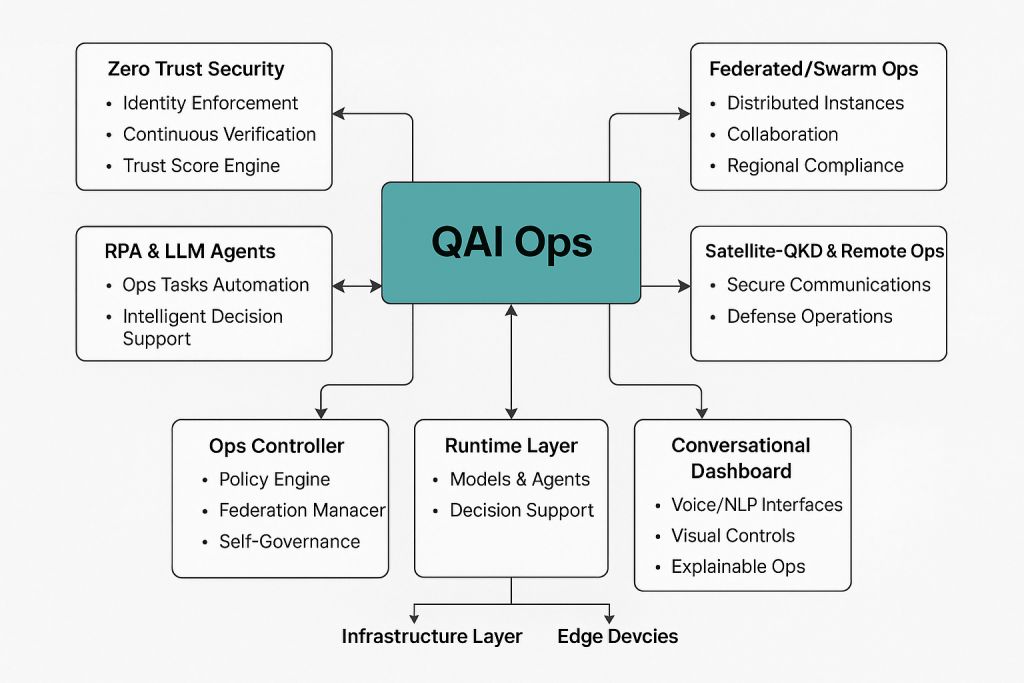 Zero Trust Security
• Identity Enforcement
• Continuous Verification
• Trust Score Engine
Federated/Swarm Ops
• Distributed Instances
• Collaboration
• Regional Compliance
QAI Ops
RPA & LLM Agents
• Ops Tasks Automation
• Intelligent Decision
Support
Satellite-QKD & Remote Ops
• Secure Communications
• Defense Operations
Ops Controller
• Policy Engine
• Federation Manacer
• Self-Governance
Runtime Layer
• Models & Agents
• Decision Support
Conversational
Dashboard
• Voice/NLP Interfaces
• Visual Controls
• Explainable Ops
Infrastructure Layer
Edge Devcies